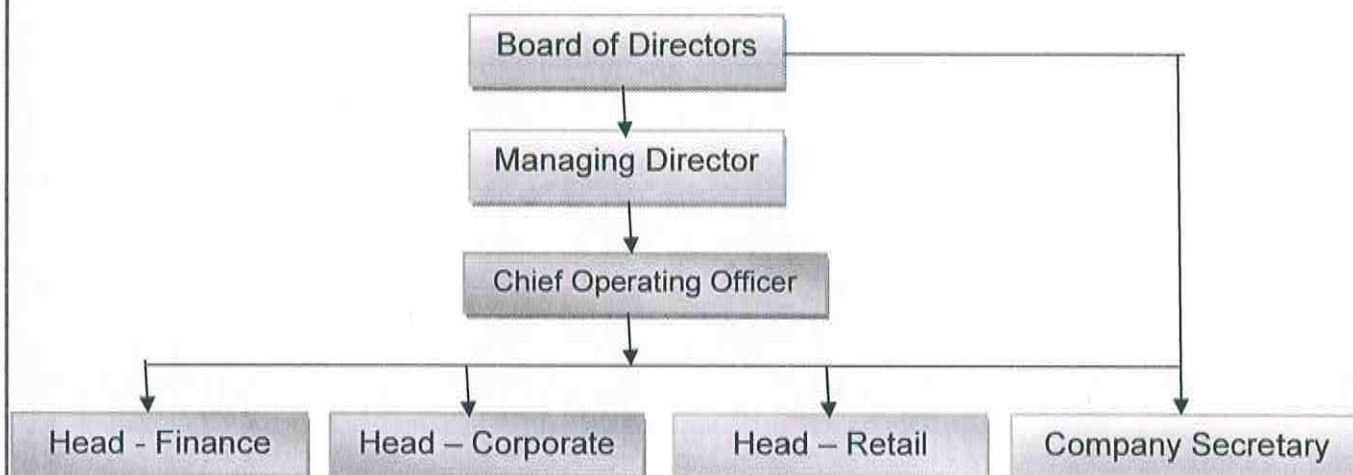 Board of Directors
Managing Director
Chief Operating Officer
Head - Finance
Head – Corporate
Head – Retail
Company Secretary